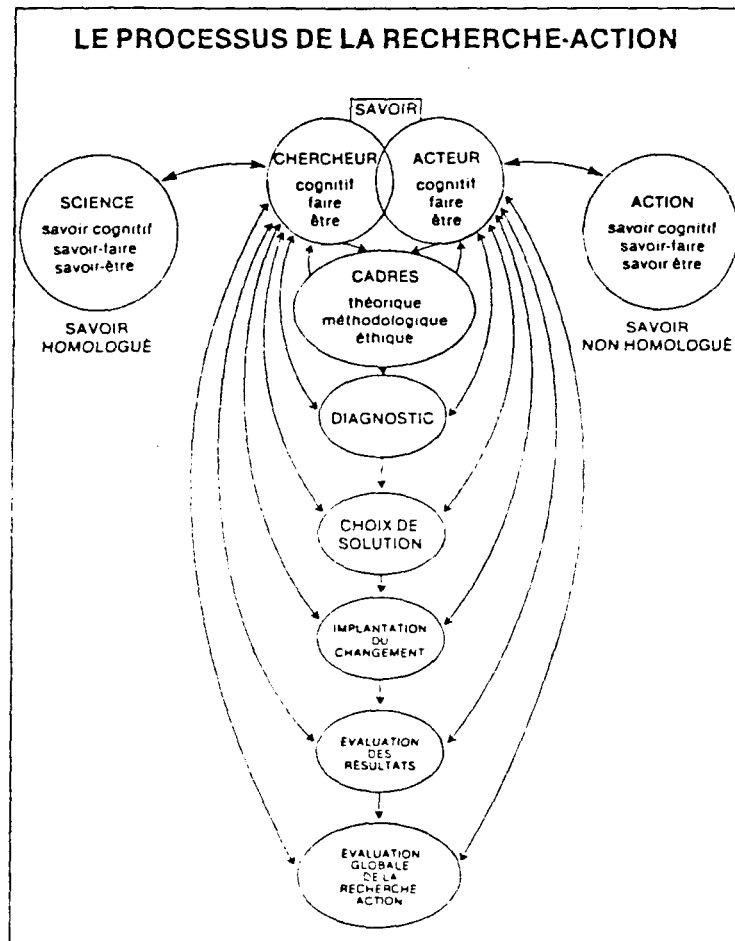 LE PROCESSUS DE LA RECHERCHE-ACTION
SAVOIR
CHERCHEUR
cognitif
faire
être
ACTEUR
cognitif
faire
être
SCIENCE
savoir cognitif
savoir-faire
savoir-être
SAVOIR
HOMOLOGUÉ
ACTION
savoir cognitif
savoir-faire
savoir être
SAVOIR
NON HOMOLOGUÉ
CADRES
théorique
méthodologique
éthique
DIAGNOSTIC
CHOIX DE
SOLUTION
IMPLANTATION
DU
CHANGEMENT
ÉVALUATION
DES
RÉSULTATS
ÉVALUATION
GLOBALE
DE LA
RECHERCHE
ACTION